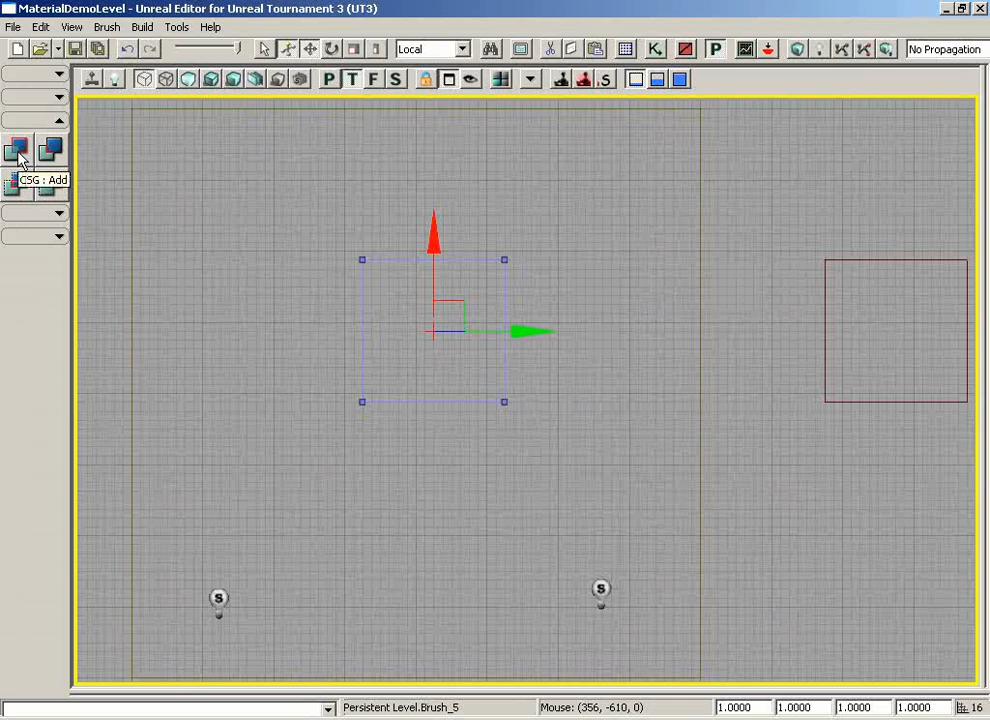 MaterialDemoLevel - Unreal Editor for Unreal Tournament 3 (UT3)
File Edit View Brush Build Tools Help
Local
P
No Propagation
P T F S
.S
CSG : Add
S
S
Persistent Level.Brush_5
Mouse: (356, -610, 0)
1.0000
1.0000
1.0000
1.0000
16